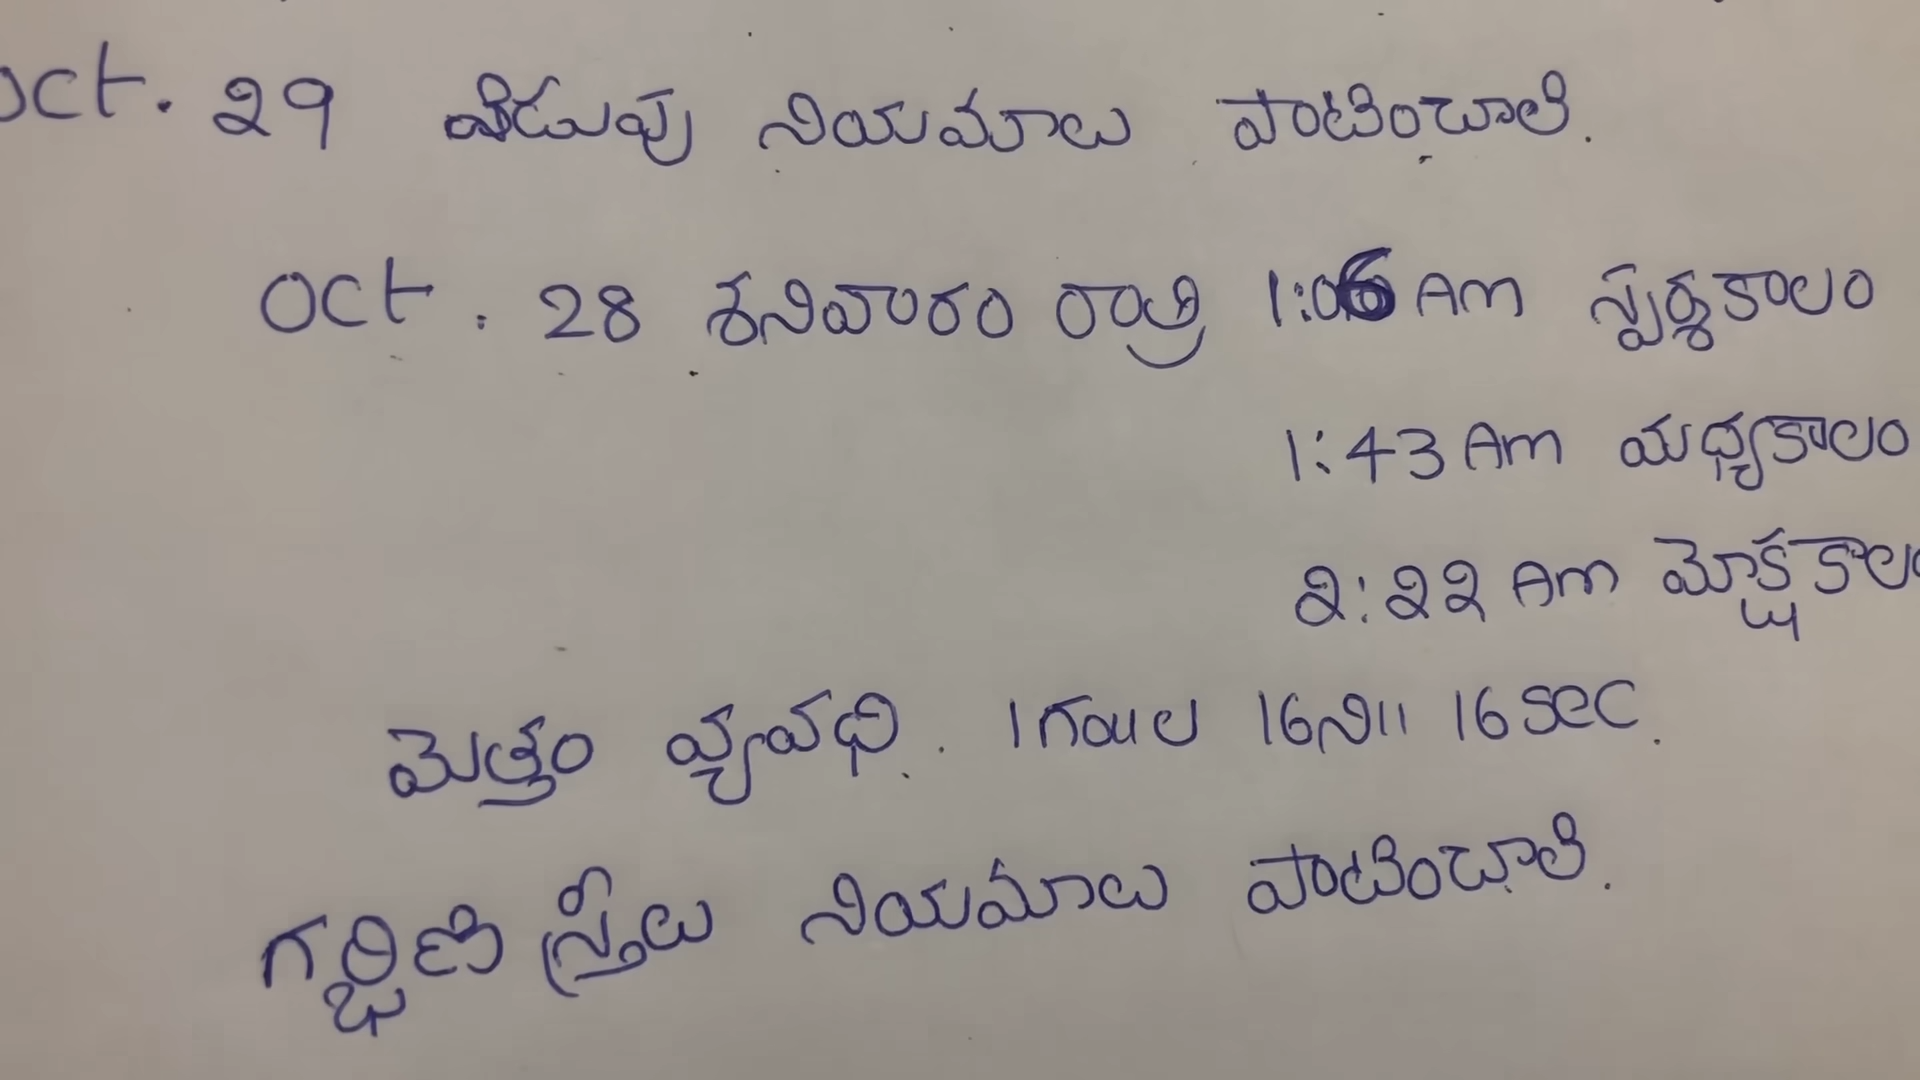 Oct. 29 విడుపు నియమాలు పాటించాలి.
Oct. 28 శనివారం రాత్రి 1:06 Am స్పర్శకాలం
1:43 Am మధ్యకాలం
2:22 Am మోక్షకాలం
మొత్తం వ్యవధి. 1గం॥ల 16ని॥ 16 sec.
గర్భిణి స్త్రీలు నియమాలు పాటించాలి.